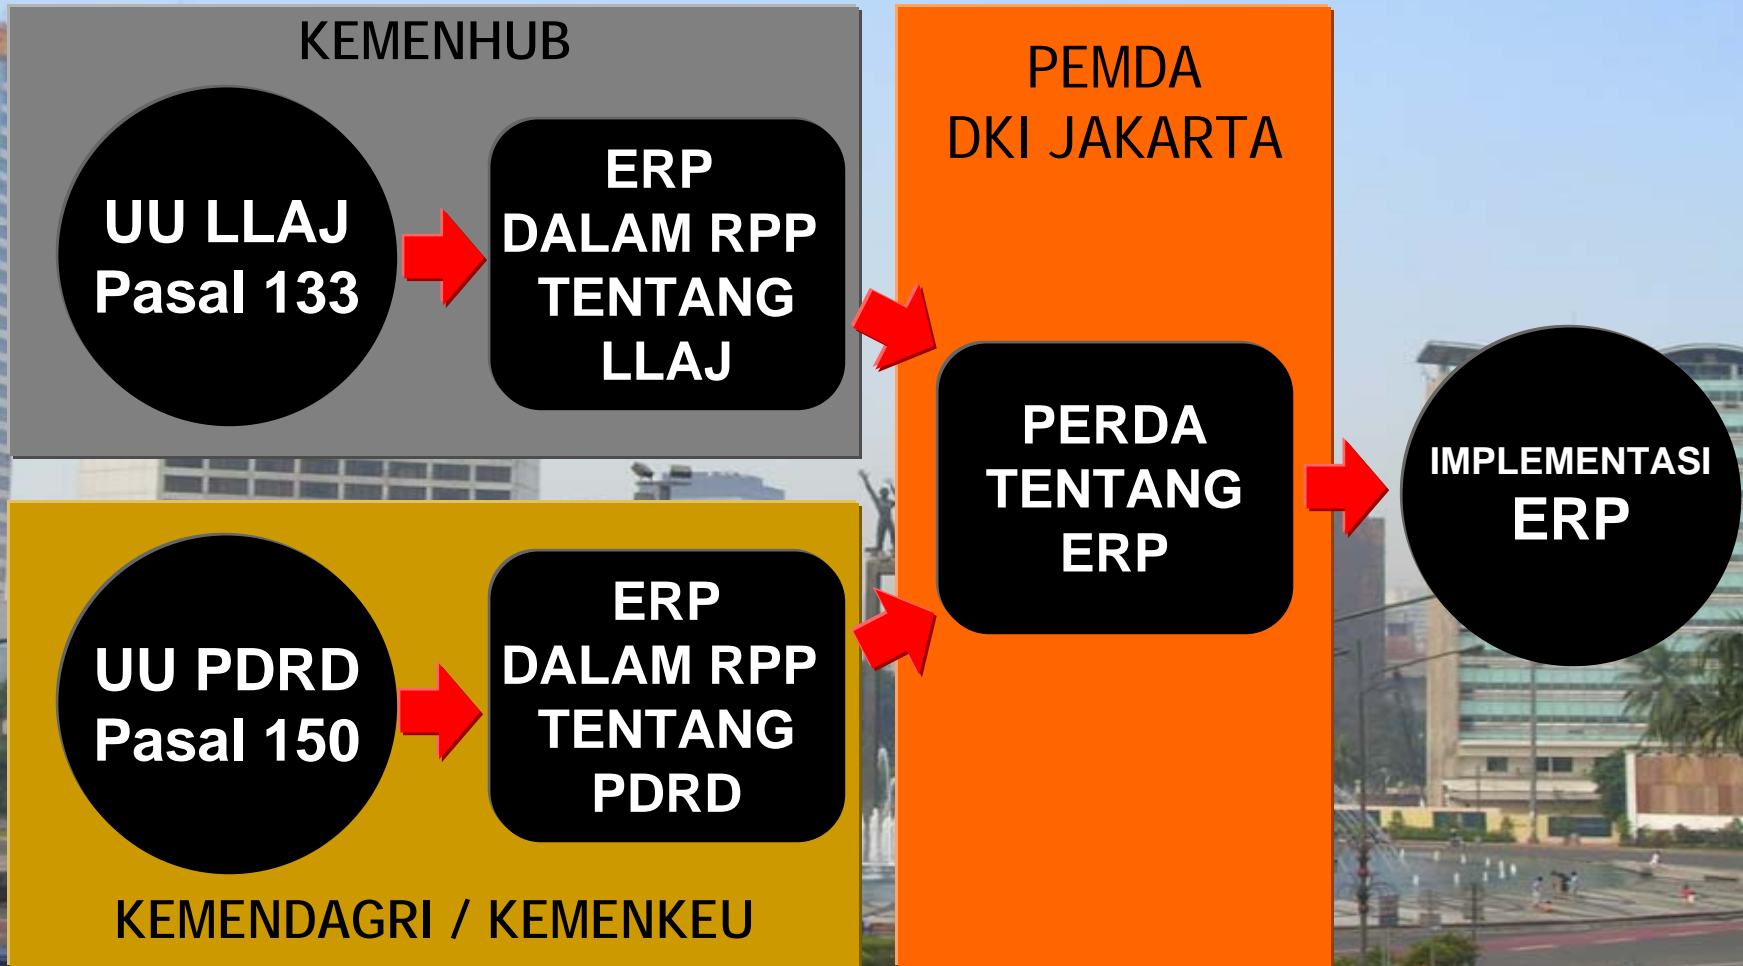 KEMENHUB
UU LLAJ
Pasal 133
ERP
DALAM RPP
TENTANG
LLAJ
UU PDRD
Pasal 150
ERP
DALAM RPP
TENTANG
PDRD
KEMENDAGRI / KEMENKEU
PEMDA
DKI JAKARTA
PERDA
TENTANG
ERP
IMPLEMENTASI
ERP